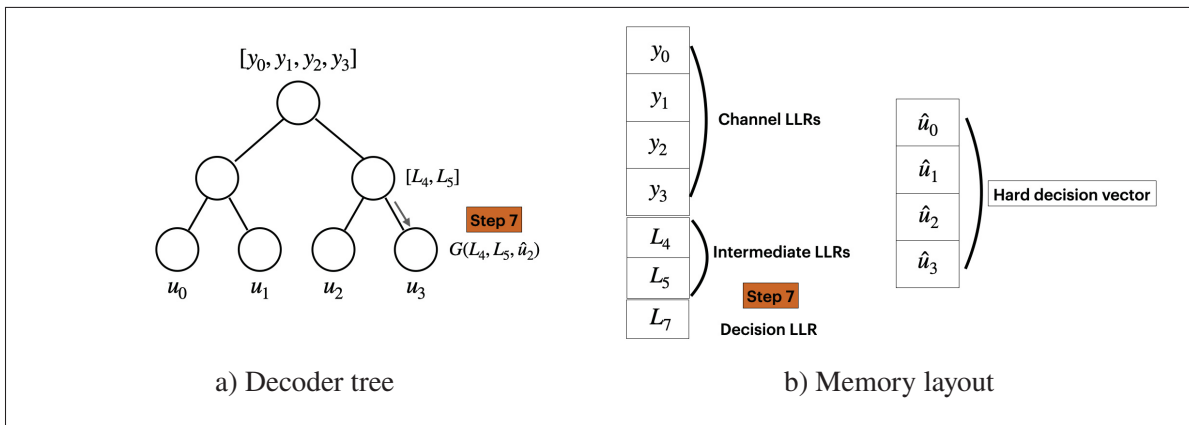 [y₀, y₁, y₂, y₃]
[L₄, L₅]
Step 7
G(L₄, L₅, û₂)
u₀
u₁
u₂
u₃
a) Decoder tree
y₀
y₁
y₂
y₃
Channel LLRs
L₄
L₅
Intermediate LLRs
Step 7
L₇
Decision LLR
û₀
û₁
û₂
û₃
Hard decision vector
b) Memory layout